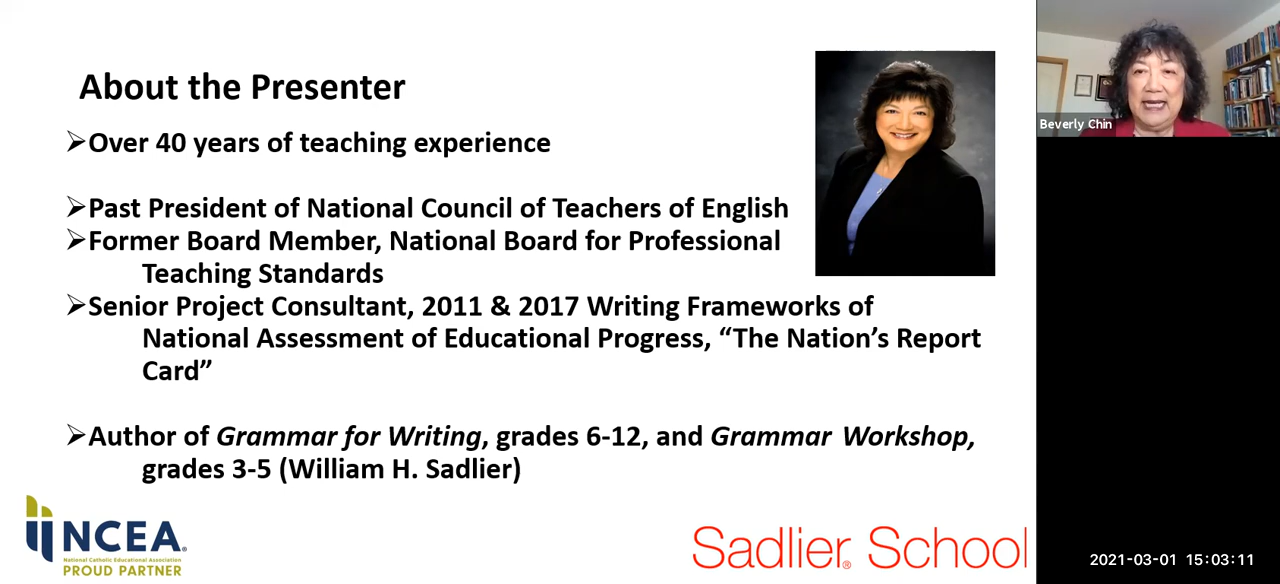 About the Presenter
➢Over 40 years of teaching experience
➢Past President of National Council of Teachers of English
➢Former Board Member, National Board for Professional
Teaching Standards
➢Senior Project Consultant, 2011 & 2017 Writing Frameworks of
National Assessment of Educational Progress, “The Nation’s Report
Card”
➢Author of Grammar for Writing, grades 6-12, and Grammar Workshop,
grades 3-5 (William H. Sadlier)
NCEA®
National Catholic Educational Association
PROUD PARTNER
Sadlier® School
Beverly Chin
2021-03-01 15:03:11